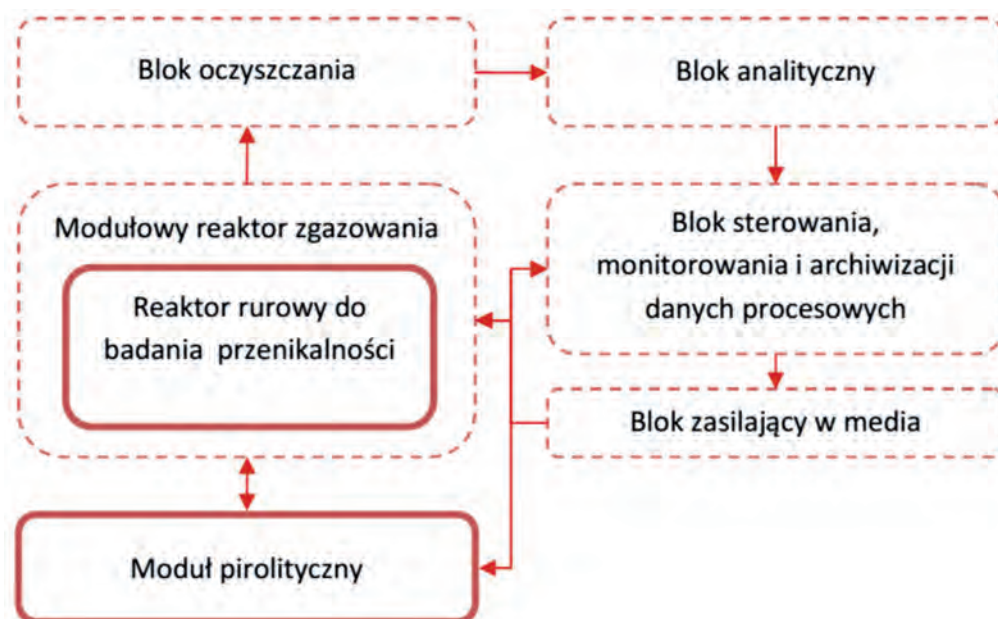 Blok oczyszczania
Blok analityczny
Modułowy reaktor zgazowania
Reaktor rurowy do
badania przenikalności
Blok sterowania,
monitorowania i archiwizacji
danych procesowych
Blok zasilający w media
Moduł pirolityczny